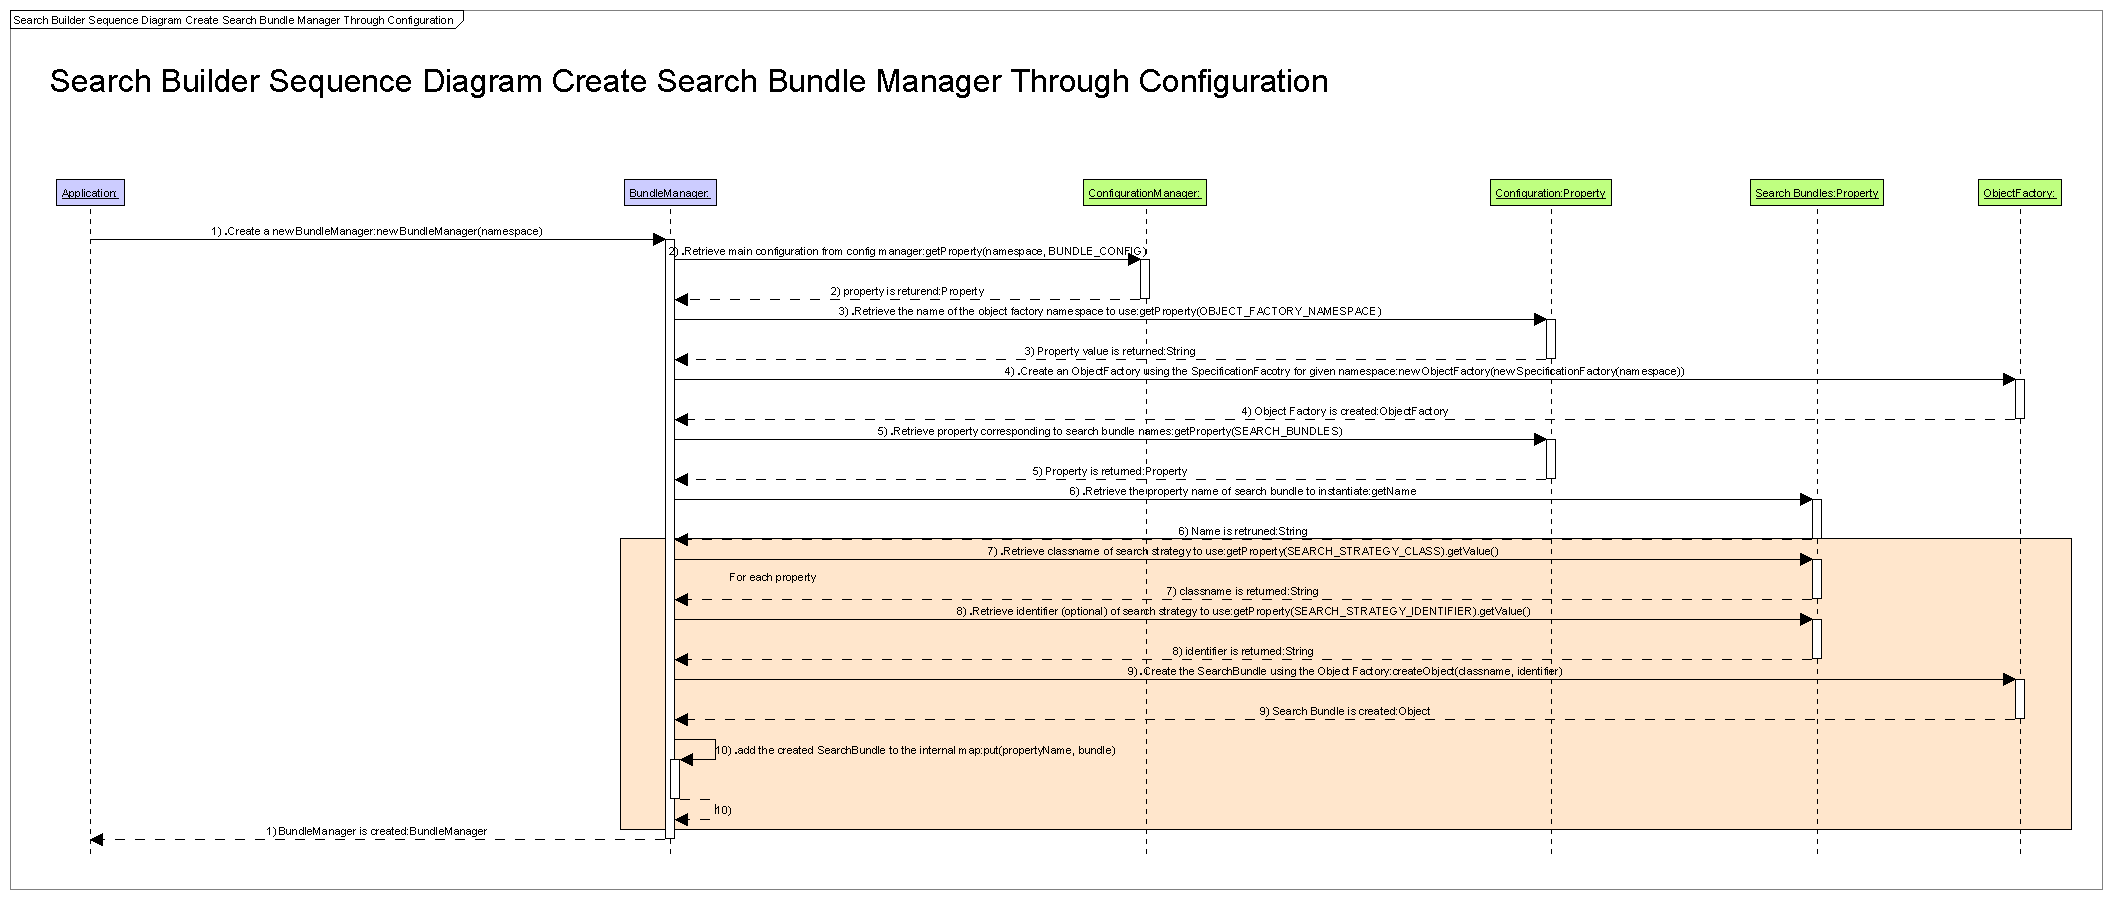 Search Builder Sequence Diagram Create Search Bundle Manager Through Configuration
Search Builder Sequence Diagram Create Search Bundle Manager Through Configuration
Application:
BundleManager:
ConfigurationManager:
Configuration:Property
Search Bundles:Property
ObjectFactory:
1) .Create a new BundleManager:new BundleManager(namespace)
2) .Retrieve main configuration from config manager:getProperty(namespace, BUNDLE_CONFIG)
2) property is returend:Property
3) .Retrieve the name of the object factory namespace to use:getProperty(OBJECT_FACTORY_NAMESPACE)
3) Property value is returned:String
4) .Create an ObjectFactory using the SpecificationFacotry for given namespace:new ObjectFactory(new SpecificationFactory(namespace))
4) Object Factory is created:ObjectFactory
5) .Retrieve property corresponding to search bundle names:getProperty(SEARCH_BUNDLES)
5) Property is returned:Property
6) .Retrieve the property name of search bundle to instantiate:getName
6) Name is retruned:String
7) .Retrieve classname of search strategy to use:getProperty(SEARCH_STRATEGY_CLASS).getValue()
For each property
7) classname is returned:String
8) .Retrieve identifier (optional) of search strategy to use:getProperty(SEARCH_STRATEGY_IDENTIFIER).getValue()
8) identifier is returned:String
9) .Create the SearchBundle using the Object Factory:createObject(classname, identifier)
9) Search Bundle is created:Object
10) .add the created SearchBundle to the internal map:put(propertyName, bundle)
10)
1) BundleManager is created:BundleManager